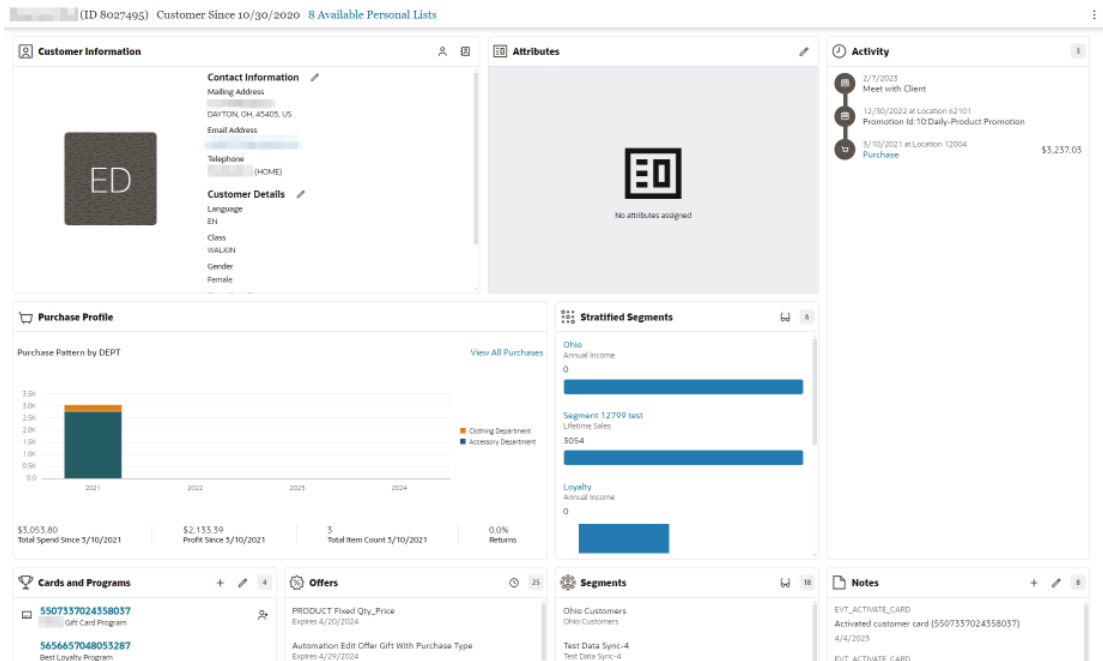 (ID 8027495) Customer Since 10/30/2020 8 Available Personal Lists
Customer Information
Contact Information
Mailing Address
DAYTON, OH, 45405, US
Email Address
Telephone
(HOME)
Customer Details
Language
EN
Class
WALKIN
Gender
Female
ED
Attributes
No attributes assigned
Activity 3
2/7/2023
Meet with Client
12/30/2022 at Location 62101
Promotion Id:10:Daily-Product Promotion
3/10/2021 at Location 12004
Purchase $3,237.03
Purchase Profile
Purchase Pattern by DEPT View All Purchases
3.5K
3.0K
2.5K
2.0K
1.5K
1.0K
0.5K
0.0
2021 2022 2023 2024
Clothing Department
Accessory Department
$3,053.80 $2,133.39 3 0.0%
Total Spend Since 3/10/2021 Profit Since 3/10/2021 Total Item Count 3/10/2021 Returns
Stratified Segments 6
Ohio
Annual Income
0
Segment 12799 test
Lifetime Sales
3054
Loyalty
Annual Income
0
Cards and Programs 4
5507337024358037
Gift Card Program
5656657048053287
Best Loyalty Program
Offers 25
PRODUCT Fixed Qty_Price
Expires 4/20/2024
Automation Edit Offer Gift With Purchase Type
Expires 4/29/2024
Segments 18
Ohio Customers
Ohio Customers
Test Data Sync-4
Test Data Sync-4
Notes 8
EVT_ACTIVATE_CARD
Activated customer card (5507337024358037)
4/4/2023
EVT_ACTIVATE_CARD